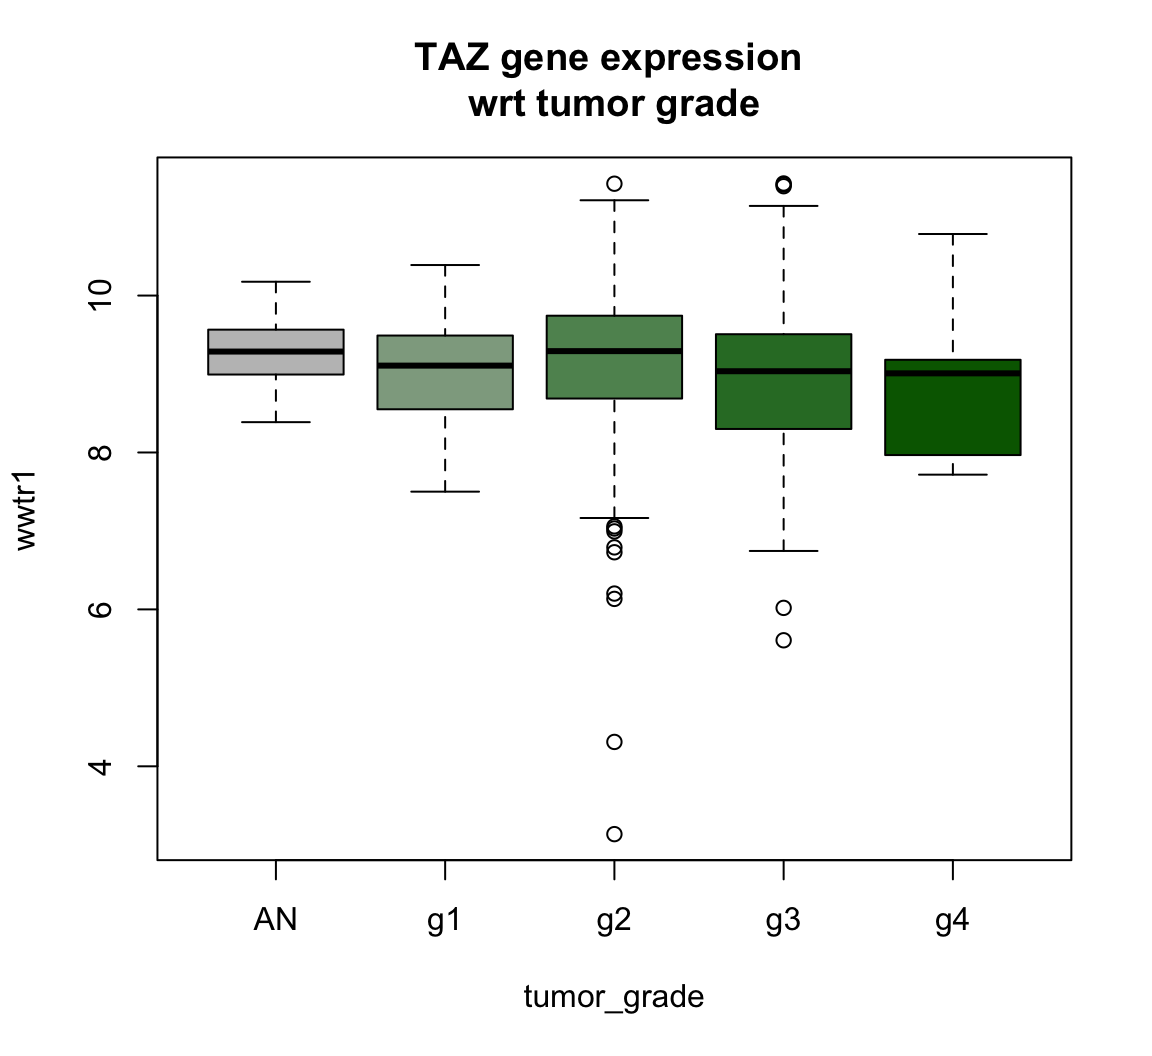 TAZ gene expression
wrt tumor grade
wwtr1
10
8
6
4
AN g1 g2 g3 g4
tumor_grade